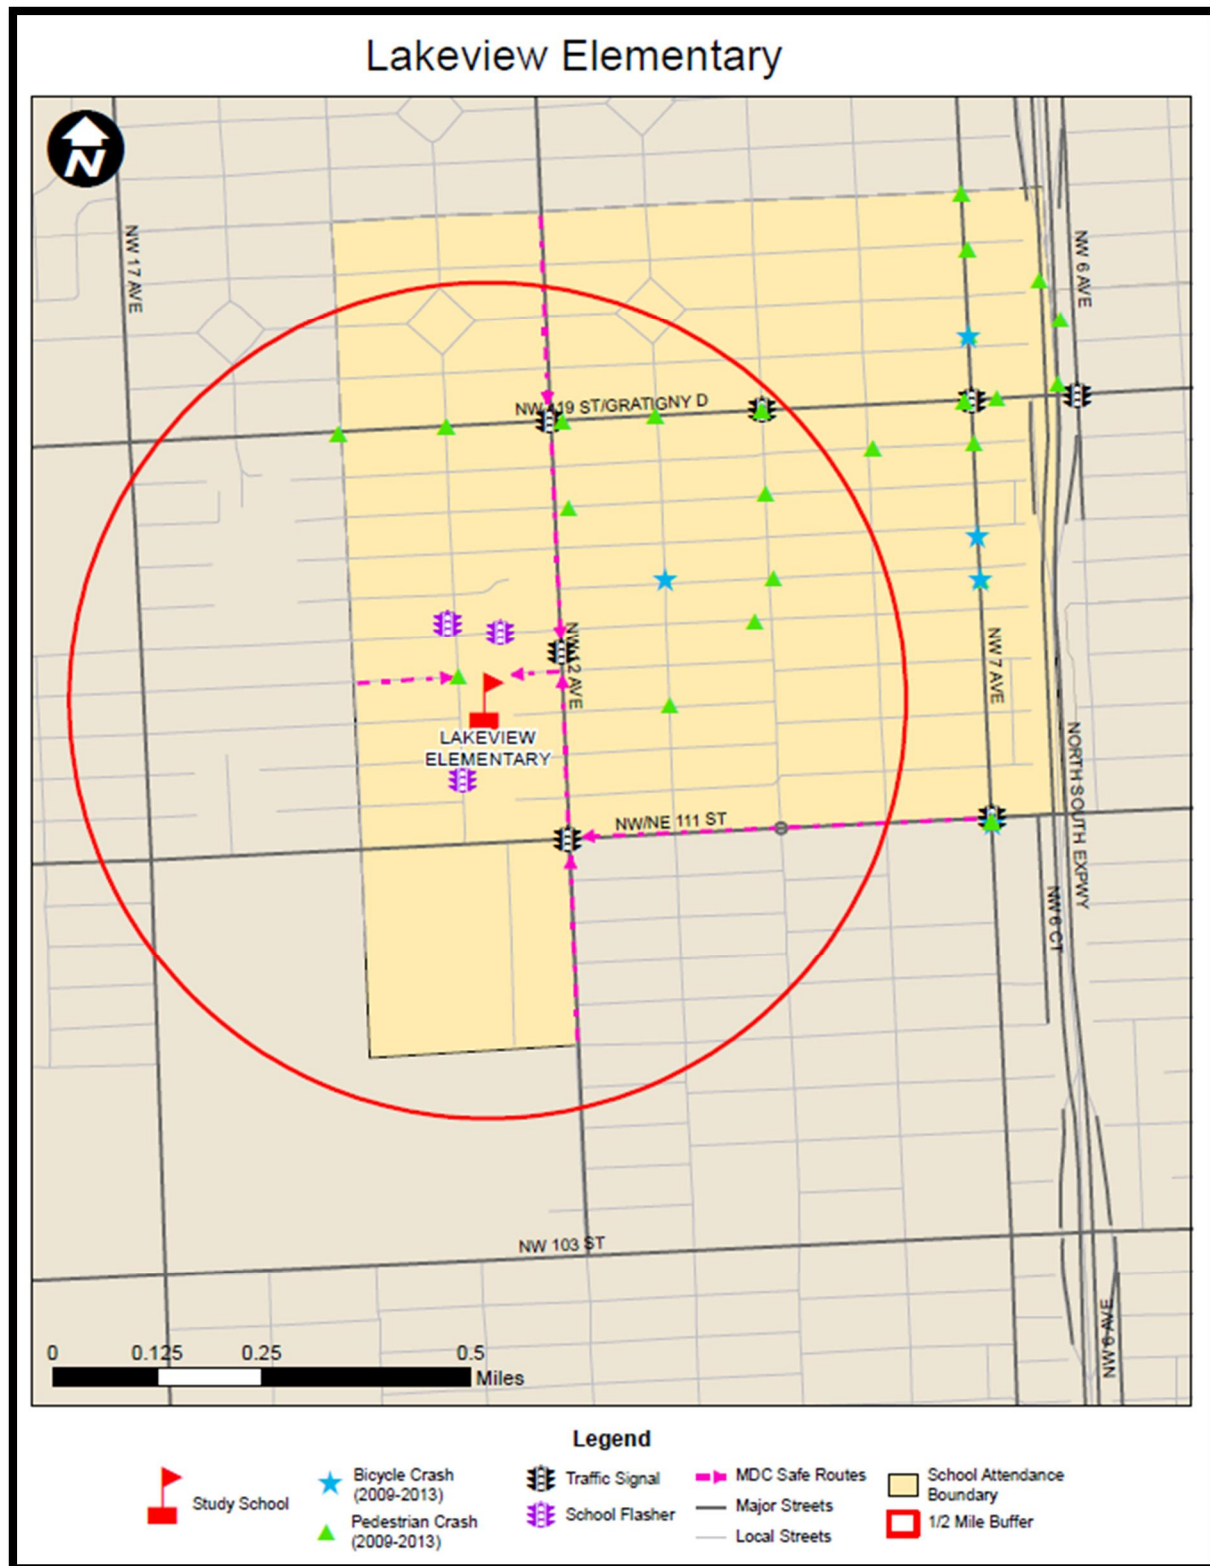 Lakeview Elementary
N
NW 17 AVE
NW 6 AVE
NW 119 ST/GRATIGNY D
NW 12 AVE
NW 7 AVE
LAKEVIEW
ELEMENTARY
NORTH SOUTH EXPWY
NW/NE 111 ST
NW 6 CT
NW 103 ST
NW 6 AVE
0 0.125 0.25 0.5
Miles
Legend
Study School
Bicycle Crash
(2009-2013)
Pedestrian Crash
(2009-2013)
Traffic Signal
School Flasher
MDC Safe Routes
Major Streets
Local Streets
School Attendance
Boundary
1/2 Mile Buffer